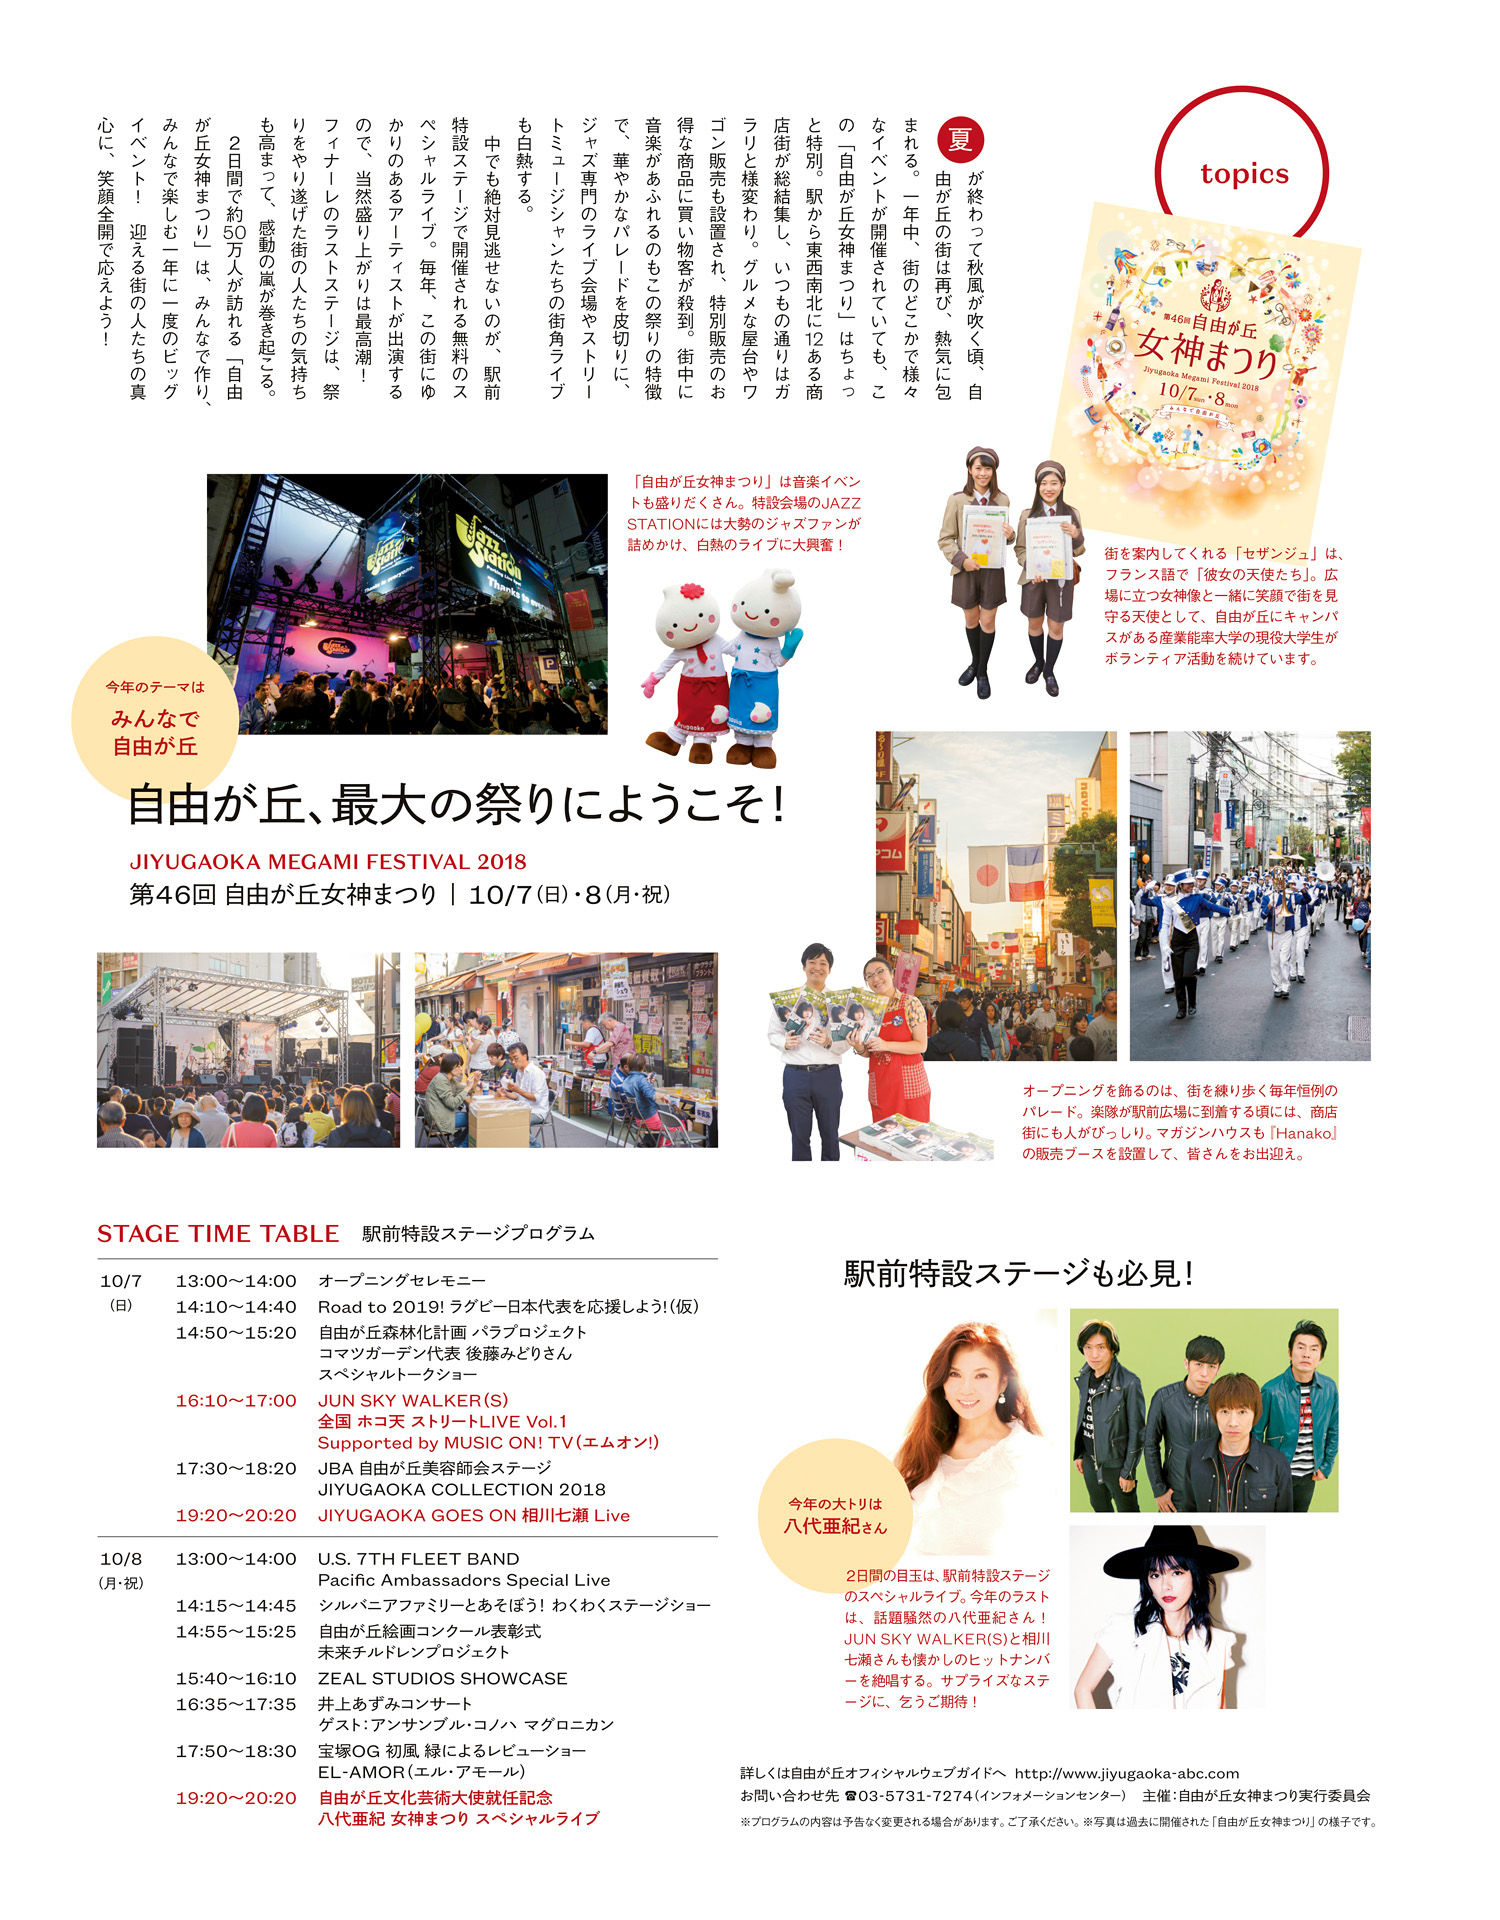 topics
第46回 自由が丘
女神まつり
Jiyugaoka Megami Festival 2018
10/7 sun・8 mon
みんなで自由が丘
夏が終わって秋風が吹く頃、自
由が丘の街は再び、熱気に包
まれる。一年中、街のどこかで様々
なイベントが開催されていても、こ
の「自由が丘女神まつり」はちょっ
と特別。駅から東西南北に12ある商
店街が総結集し、いつもの通りはガ
ラリと様変わり。グルメな屋台やワ
ゴン販売も設置され、特別販売のお
得な商品に買い物客が殺到。街中に
音楽があふれるのもこの祭りの特徴
で、華やかなパレードを皮切りに、
ジャズ専門のライブ会場やストリー
トミュージシャンたちの街角ライブ
も白熱する。
中でも絶対見逃せないのが、駅前
特設ステージで開催される無料のス
ペシャルライブ。毎年、この街にゆ
かりのあるアーティストが出演する
ので、当然盛り上がりは最高潮！
フィナーレのラストステージは、祭
りをやり遂げた街の人たちの気持ち
も高まって、感動の嵐が巻き起こる。
2日間で約50万人が訪れる「自由
が丘女神まつり」は、みんなで作り、
みんなで楽しむ一年に一度のビッグ
イベント！　迎える街の人たちの真
心に、笑顔全開で応えよう！
Jazz Station
Thanks to everyone.
Jazz Station
「自由が丘女神まつり」は音楽イベン
トも盛りだくさん。特設会場のJAZZ
STATIONには大勢のジャズファンが
詰めかけ、白熱のライブに大興奮！
Jiyugaoka
街を案内してくれる「セザンジュ」は、
フランス語で「彼女の天使たち」。広
場に立つ女神像と一緒に笑顔で街を見
守る天使として、自由が丘にキャンパ
スがある産業能率大学の現役大学生が
ボランティア活動を続けています。
今年のテーマは
みんなで
自由が丘
自由が丘、最大の祭りにようこそ！
JIYUGAOKA MEGAMI FESTIVAL 2018
第46回 自由が丘女神まつり｜10/7（日）・8（月・祝）
オープニングを飾るのは、街を練り歩く毎年恒例の
パレード。楽隊が駅前広場に到着する頃には、商店
街にも人がびっしり。マガジンハウスも『Hanako』
の販売ブースを設置して、皆さんをお出迎え。
STAGE TIME TABLE 駅前特設ステージプログラム
10/7（日）
13:00〜14:00 オープニングセレモニー
14:10〜14:40 Road to 2019! ラグビー日本代表を応援しよう!（仮）
14:50〜15:20 自由が丘森林化計画 パラプロジェクト
コマツガーデン代表 後藤みどりさん
スペシャルトークショー
16:10〜17:00 JUN SKY WALKER（S）
全国 ホコ天 ストリートLIVE Vol.1
Supported by MUSIC ON! TV（エムオン!）
17:30〜18:20 JBA 自由が丘美容師会ステージ
JIYUGAOKA COLLECTION 2018
19:20〜20:20 JIYUGAOKA GOES ON 相川七瀬 Live
10/8（月・祝）
13:00〜14:00 U.S. 7TH FLEET BAND
Pacific Ambassadors Special Live
14:15〜14:45 シルバニアファミリーとあそぼう! わくわくステージショー
14:55〜15:25 自由が丘絵画コンクール表彰式
未来チルドレンプロジェクト
15:40〜16:10 ZEAL STUDIOS SHOWCASE
16:35〜17:35 井上あずみコンサート
ゲスト：アンサンブル・コノハ マグロニカン
17:50〜18:30 宝塚OG 初風 緑によるレビューショー
EL-AMOR（エル・アモール）
19:20〜20:20 自由が丘文化芸術大使就任記念
八代亜紀 女神まつり スペシャルライブ
駅前特設ステージも必見！
今年の大トリは
八代亜紀さん
2日間の目玉は、駅前特設ステージ
のスペシャルライブ。今年のラスト
は、話題騒然の八代亜紀さん！
JUN SKY WALKER(S)と相川
七瀬さんも懐かしのヒットナンバ
ーを絶唱する。サプライズなステ
ージに、乞うご期待！
詳しくは自由が丘オフィシャルウェブガイドへ http://www.jiyugaoka-abc.com
お問い合わせ先 ☎03-5731-7274（インフォメーションセンター）　主催：自由が丘女神まつり実行委員会
※プログラムの内容は予告なく変更される場合があります。ご了承ください。※写真は過去に開催された「自由が丘女神まつり」の様子です。